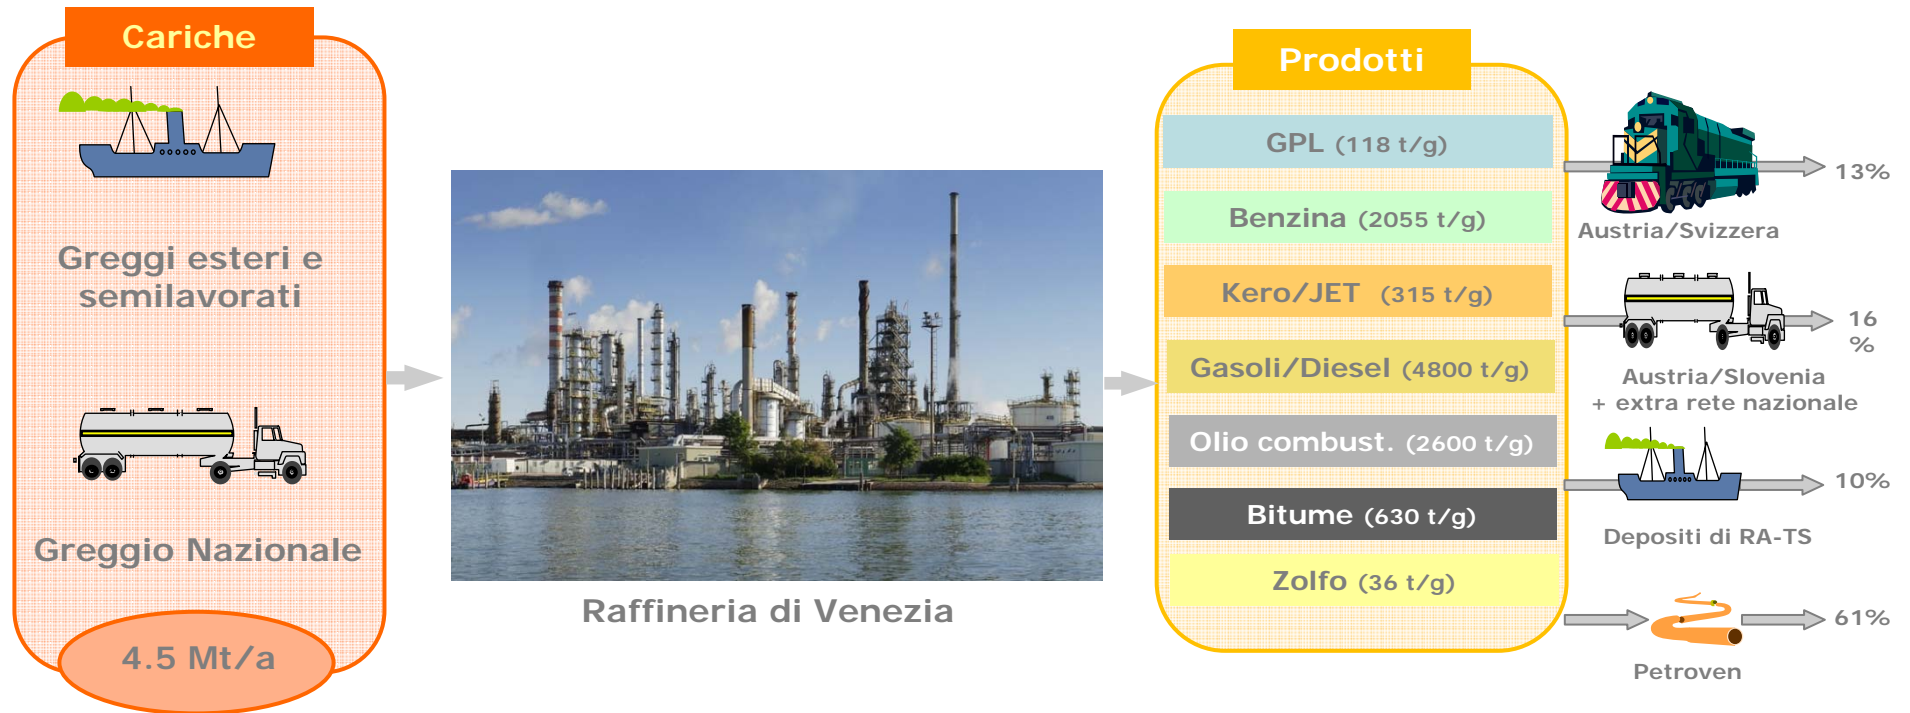 Cariche
Greggi esteri e
semilavorati
Greggio Nazionale
4.5 Mt/a
Raffineria di Venezia
Prodotti
GPL (118 t/g)
Benzina (2055 t/g)
Kero/JET (315 t/g)
Gasoli/Diesel (4800 t/g)
Olio combust. (2600 t/g)
Bitume (630 t/g)
Zolfo (36 t/g)
13%
Austria/Svizzera
16
%
Austria/Slovenia
+ extra rete nazionale
10%
Depositi di RA-TS
61%
Petroven